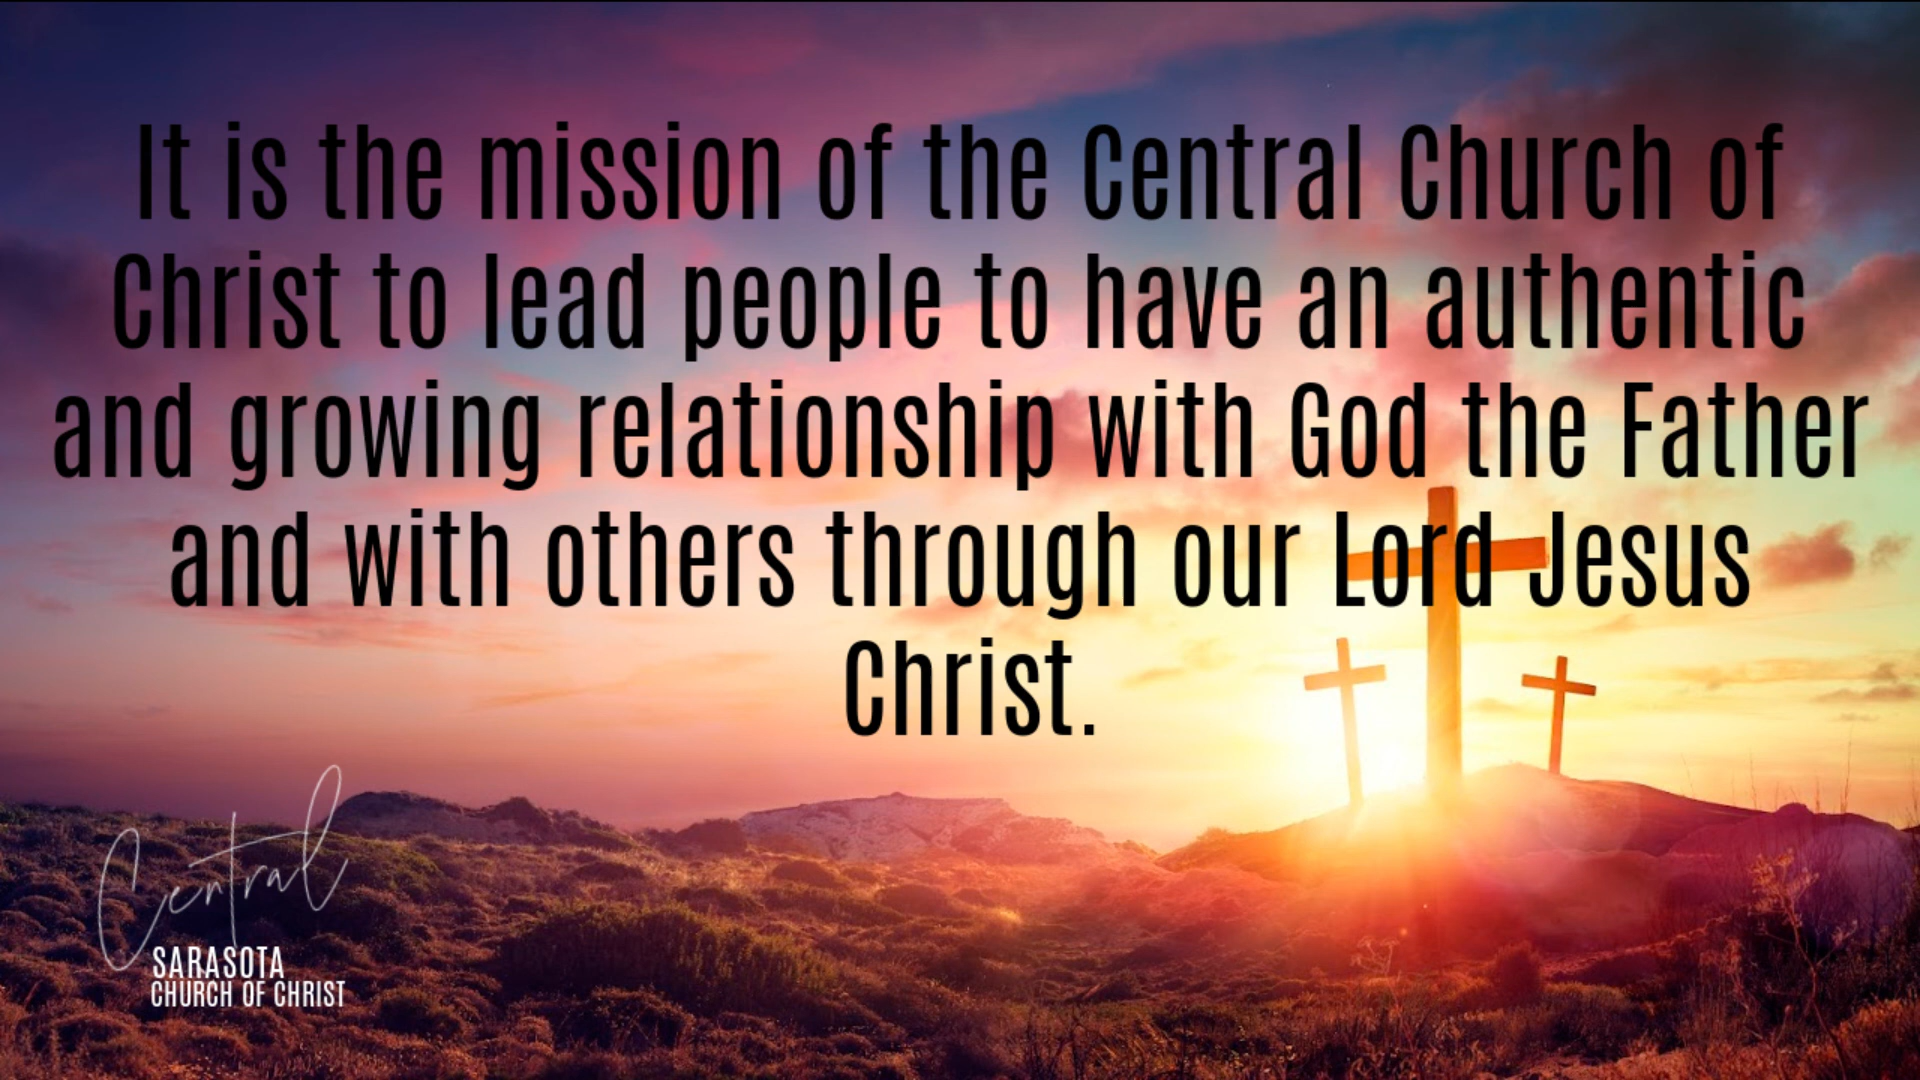 It is the mission of the Central Church of
Christ to lead people to have an authentic
and growing relationship with God the Father
and with others through our Lord Jesus
Christ.
Central
SARASOTA
CHURCH OF CHRIST